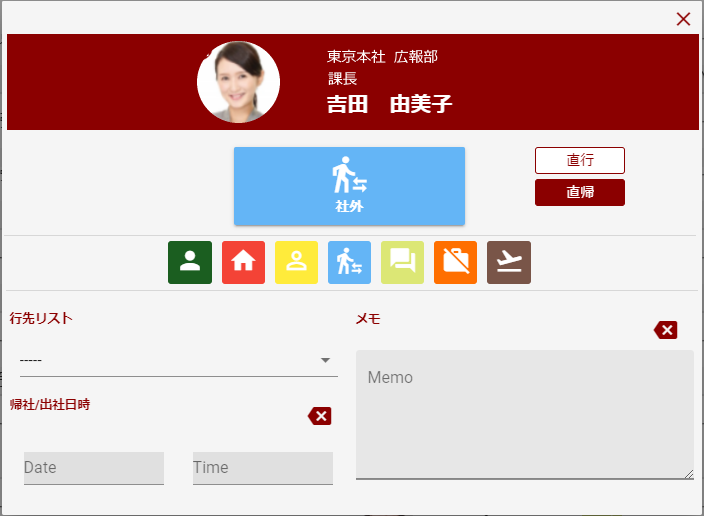 東京本社 広報部
課長
吉田　由美子
社外
直行
直帰
行先リスト
-----
帰社/出社日時
Date
Time
メモ
Memo